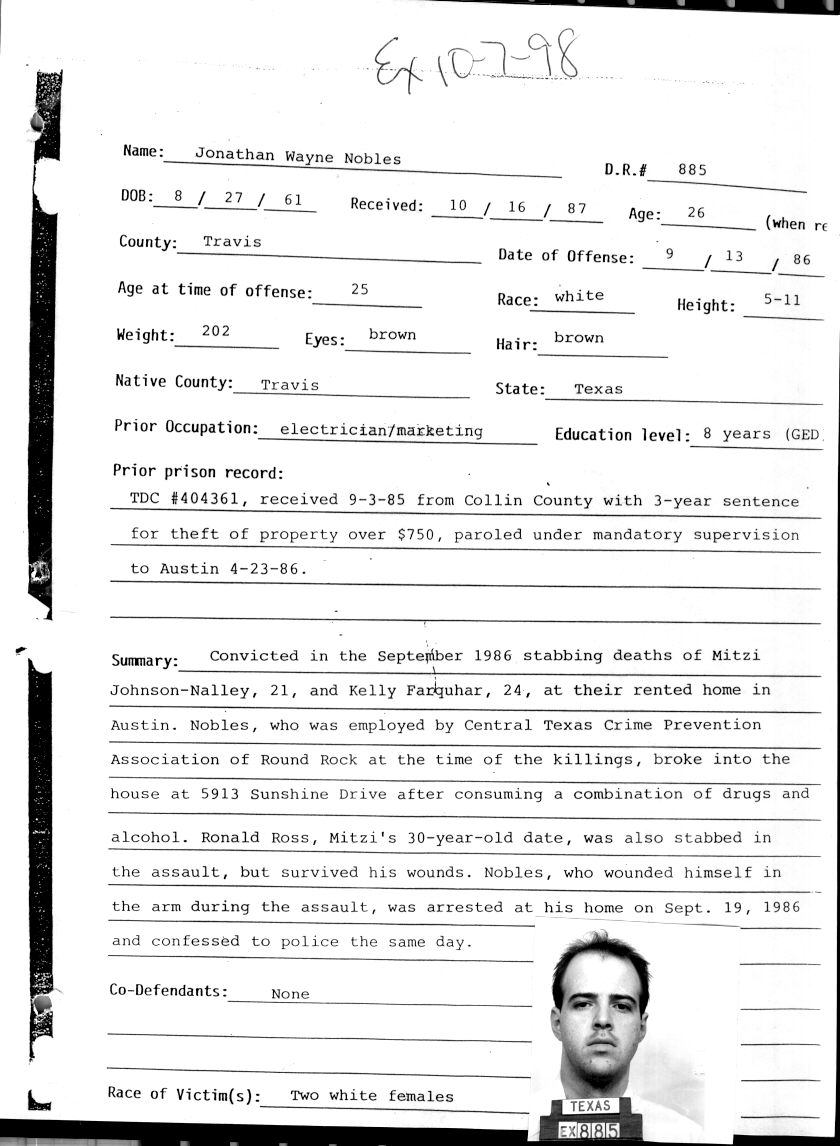 Ex 10-7-98
Name: Jonathan Wayne Nobles D.R.# 885
DOB: 8 / 27 / 61 Received: 10 / 16 / 87 Age: 26 (when re
County: Travis Date of Offense: 9 / 13 / 86
Age at time of offense: 25 Race: white Height: 5-11
Weight: 202 Eyes: brown Hair: brown
Native County: Travis State: Texas
Prior Occupation: electrician/marketing Education level: 8 years (GED)
Prior prison record:
TDC #404361, received 9-3-85 from Collin County with 3-year sentence
for theft of property over $750, paroled under mandatory supervision
to Austin 4-23-86.
Summary: Convicted in the September 1986 stabbing deaths of Mitzi
Johnson-Nalley, 21, and Kelly Farquhar, 24, at their rented home in
Austin. Nobles, who was employed by Central Texas Crime Prevention
Association of Round Rock at the time of the killings, broke into the
house at 5913 Sunshine Drive after consuming a combination of drugs and
alcohol. Ronald Ross, Mitzi's 30-year-old date, was also stabbed in
the assault, but survived his wounds. Nobles, who wounded himself in
the arm during the assault, was arrested at his home on Sept. 19, 1986
and confessed to police the same day.
Co-Defendants: None
Race of Victim(s): Two white females
TEXAS
EX885